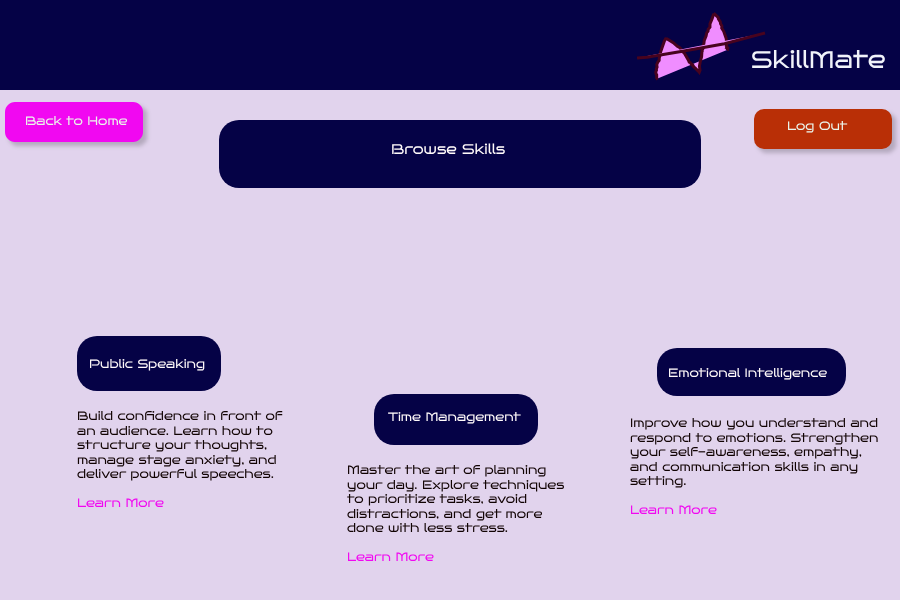 SkillMate
Back to Home
Log Out
Browse Skills
Public Speaking
Build confidence in front of
an audience. Learn how to
structure your thoughts,
manage stage anxiety, and
deliver powerful speeches.
Learn More
Time Management
Master the art of planning
your day. Explore techniques
to prioritize tasks, avoid
distractions, and get more
done with less stress.
Learn More
Emotional Intelligence
Improve how you understand and
respond to emotions. Strengthen
your self-awareness, empathy,
and communication skills in any
setting.
Learn More